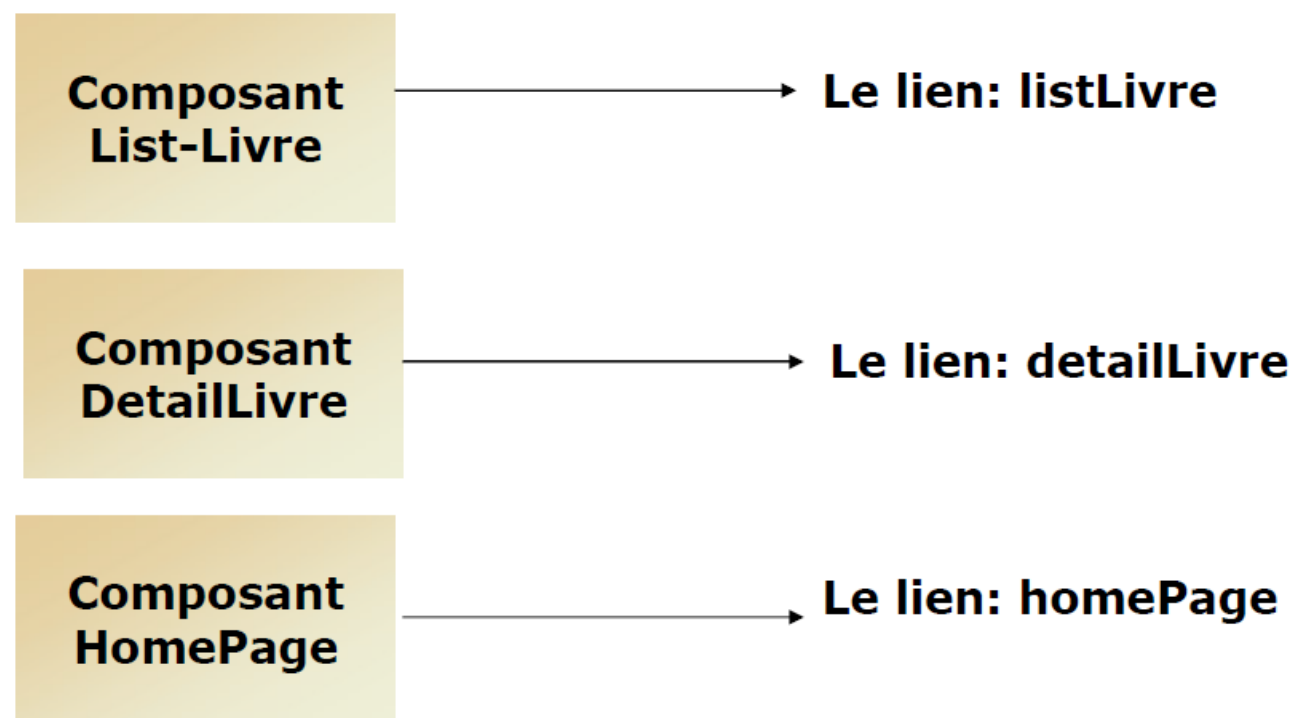 Composant
List-Livre
Le lien: listLivre
Composant
DetailLivre
Le lien: detailLivre
Composant
HomePage
Le lien: homePage